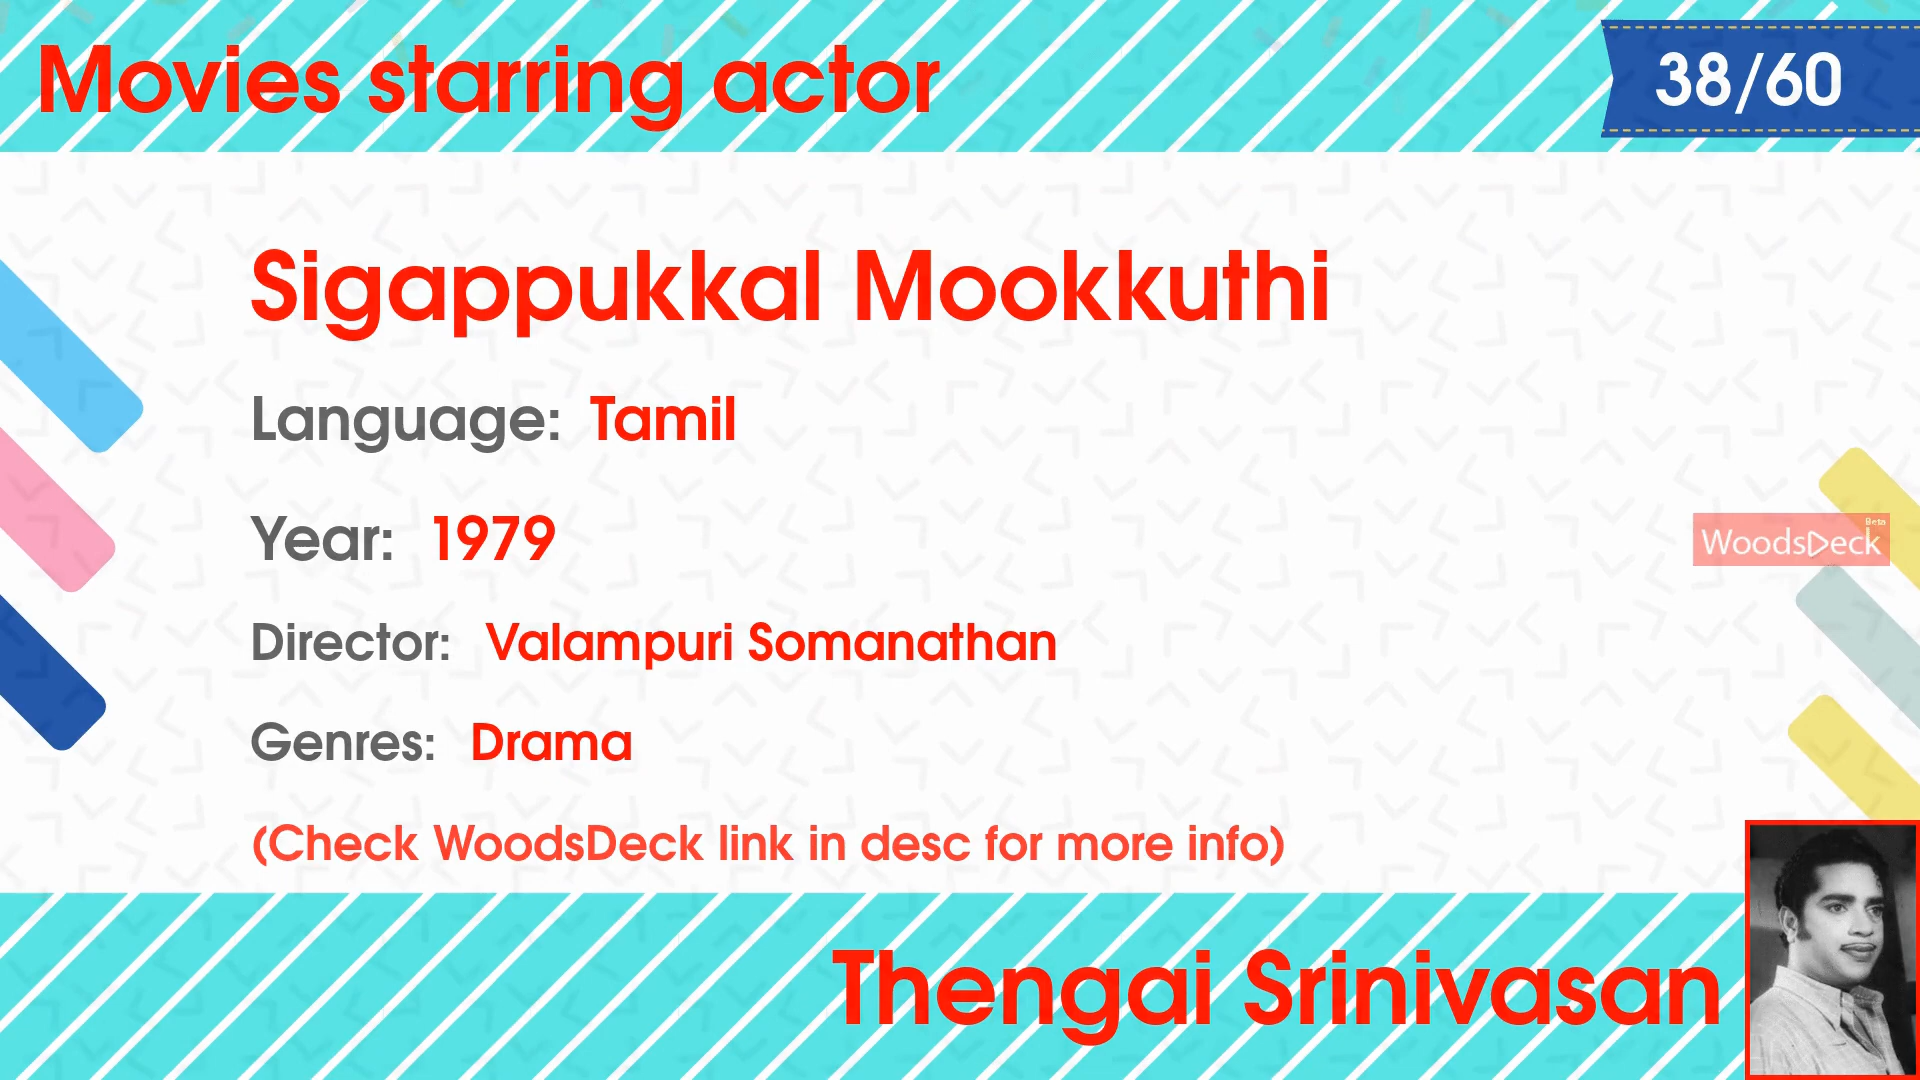 Movies starring actor
38/60
Sigappukkal Mookkuthi
Language: Tamil
Year: 1979
Director: Valampuri Somanathan
Genres: Drama
(Check WoodsDeck link in desc for more info)
WoodsDeck Beta
Thengai Srinivasan